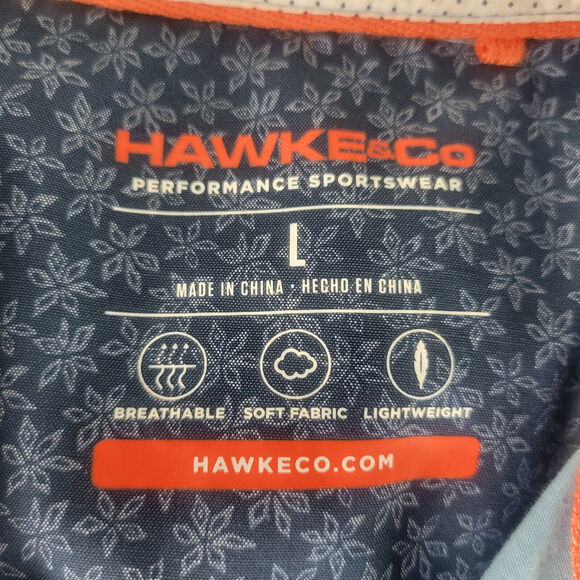 HAWKE&Co
PERFORMANCE SPORTSWEAR
L
MADE IN CHINA • HECHO EN CHINA
BREATHABLE SOFT FABRIC LIGHTWEIGHT
HAWKECO.COM